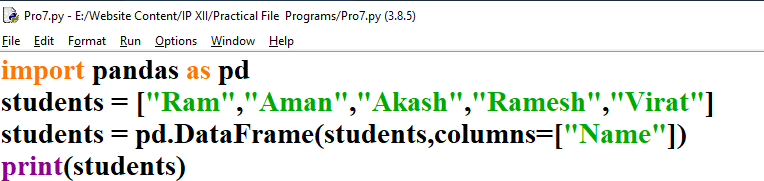 Pro7.py - E:/Website Content/IP XII/Practical File Programs/Pro7.py (3.8.5)
File Edit Format Run Options Window Help
import pandas as pd
students = ["Ram","Aman","Akash","Ramesh","Virat"]
students = pd.DataFrame(students,columns=["Name"])
print(students)